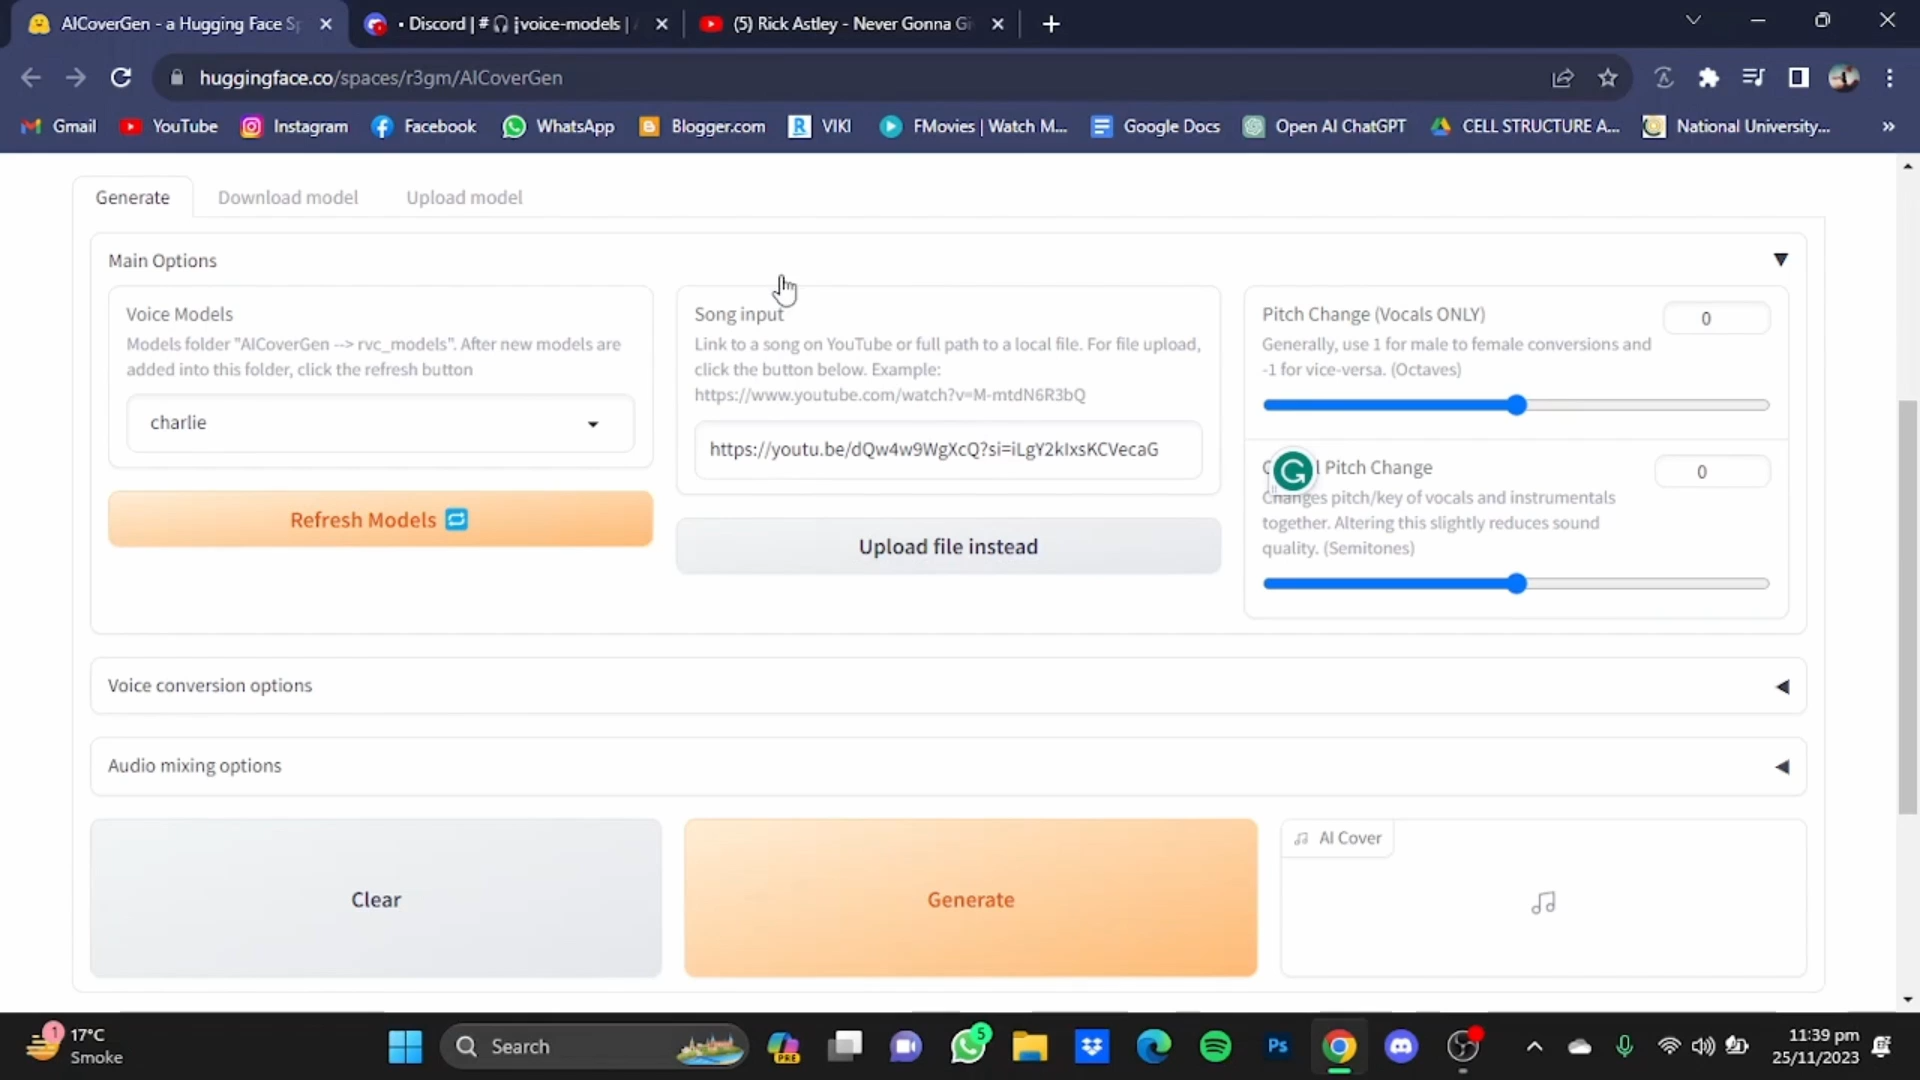 AICoverGen - a Hugging Face S
• Discord | # 🎧 ¦voice-models |
(5) Rick Astley - Never Gonna Gi
huggingface.co/spaces/r3gm/AICoverGen
Gmail
YouTube
Instagram
Facebook
WhatsApp
Blogger.com
VIKI
FMovies | Watch M...
Google Docs
Open AI ChatGPT
CELL STRUCTURE A...
National University...
»
Generate
Download model
Upload model
Main Options
Voice Models
Models folder "AICoverGen --> rvc_models". After new models are
added into this folder, click the refresh button
charlie
Refresh Models
Song input
Link to a song on YouTube or full path to a local file. For file upload,
click the button below. Example:
https://www.youtube.com/watch?v=M-mtdN6R3bQ
https://youtu.be/dQw4w9WgXcQ?si=iLgY2kIxsKCVecaG
Upload file instead
Pitch Change (Vocals ONLY)
0
Generally, use 1 for male to female conversions and
-1 for vice-versa. (Octaves)
Pitch Change
0
Changes pitch/key of vocals and instrumentals
together. Altering this slightly reduces sound
quality. (Semitones)
Voice conversion options
Audio mixing options
Clear
Generate
AI Cover
1
17°C
Smoke
Search
PRE
5
Ps
11:39 pm
25/11/2023